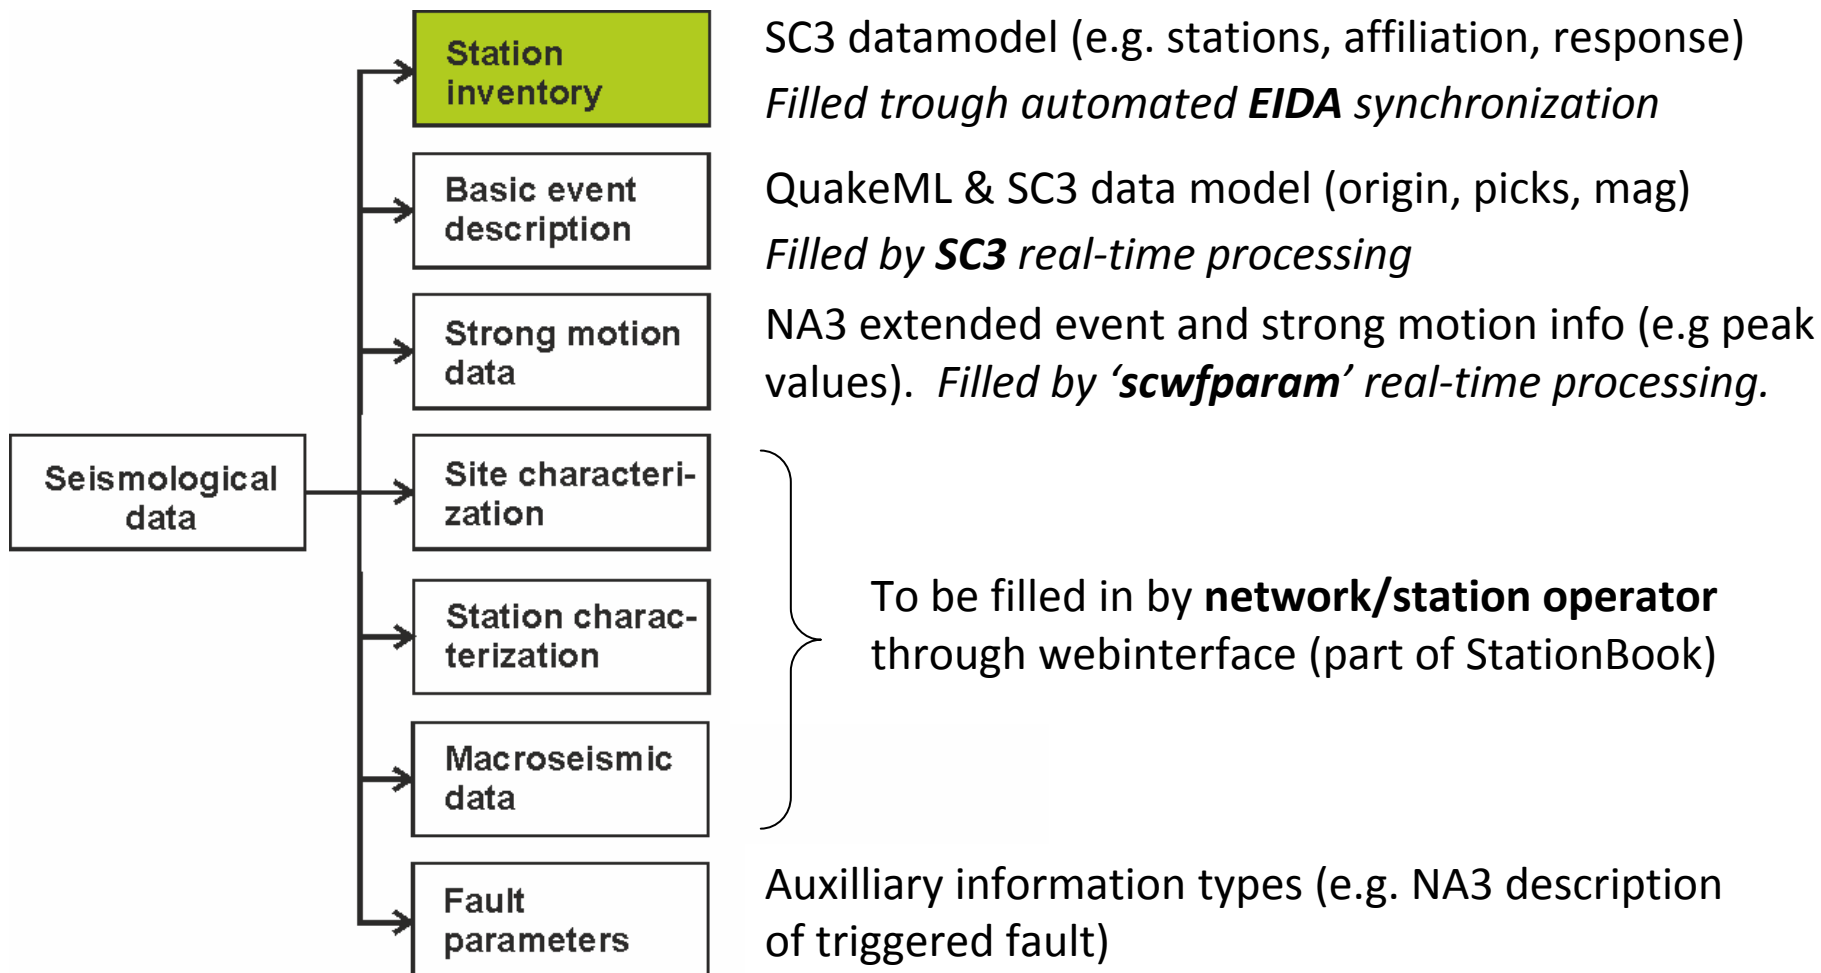 Station
inventory
SC3 datamodel (e.g. stations, affiliation, response)
Filled trough automated EIDA synchronization
Basic event
description
QuakeML & SC3 data model (origin, picks, mag)
Filled by SC3 real-time processing
Strong motion
data
NA3 extended event and strong motion info (e.g peak
values).  Filled by ‘scwfparam’ real-time processing.
Seismological
data
Site characteri-
zation
Station charac-
terization
Macroseismic
data
To be filled in by network/station operator
through webinterface (part of StationBook)
Fault
parameters
Auxilliary information types (e.g. NA3 description
of triggered fault)